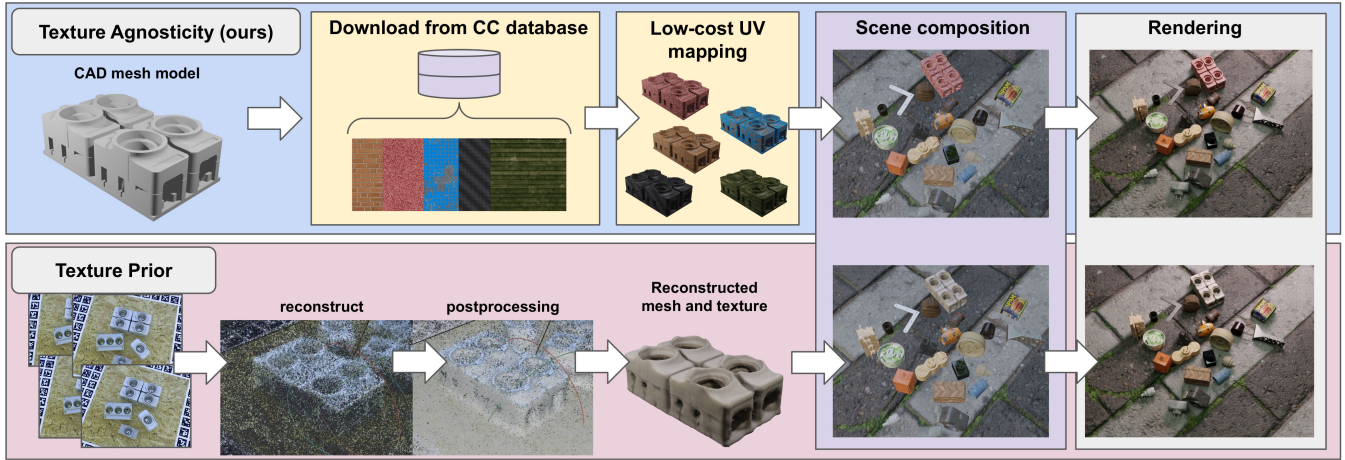 Texture Agnosticity (ours)
CAD mesh model
Download from CC database
Low-cost UV
mapping
Scene composition
Rendering
Texture Prior
reconstruct
postprocessing
Reconstructed
mesh and texture